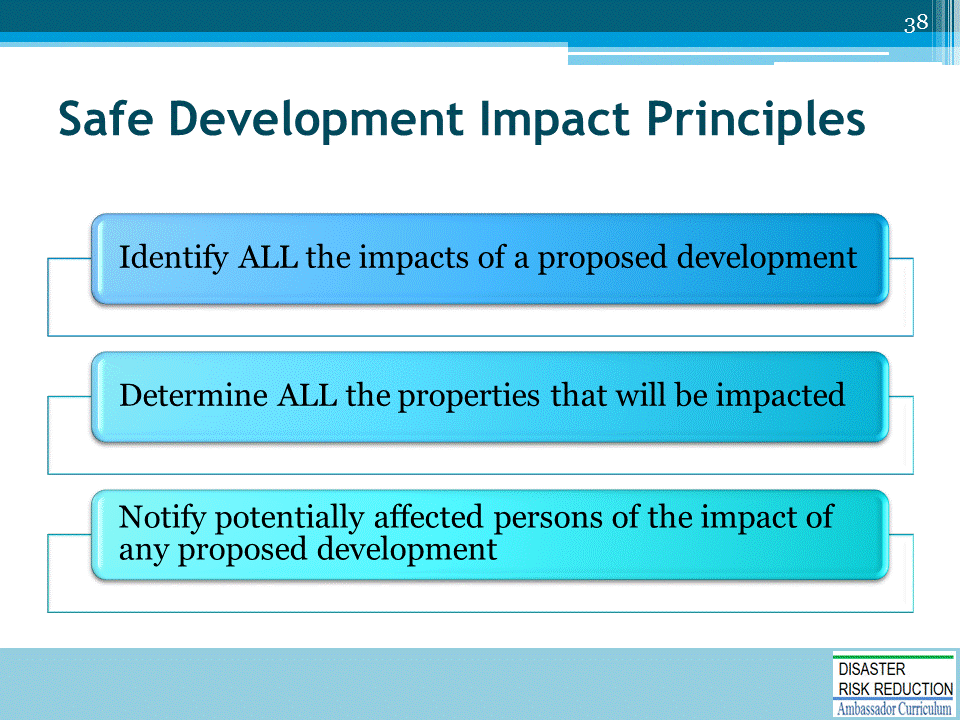 38
Safe Development Impact Principles
Identify ALL the impacts of a proposed development
Determine ALL the properties that will be impacted
Notify potentially affected persons of the impact of
any proposed development
DISASTER
RISK REDUCTION
Ambassador Curriculum